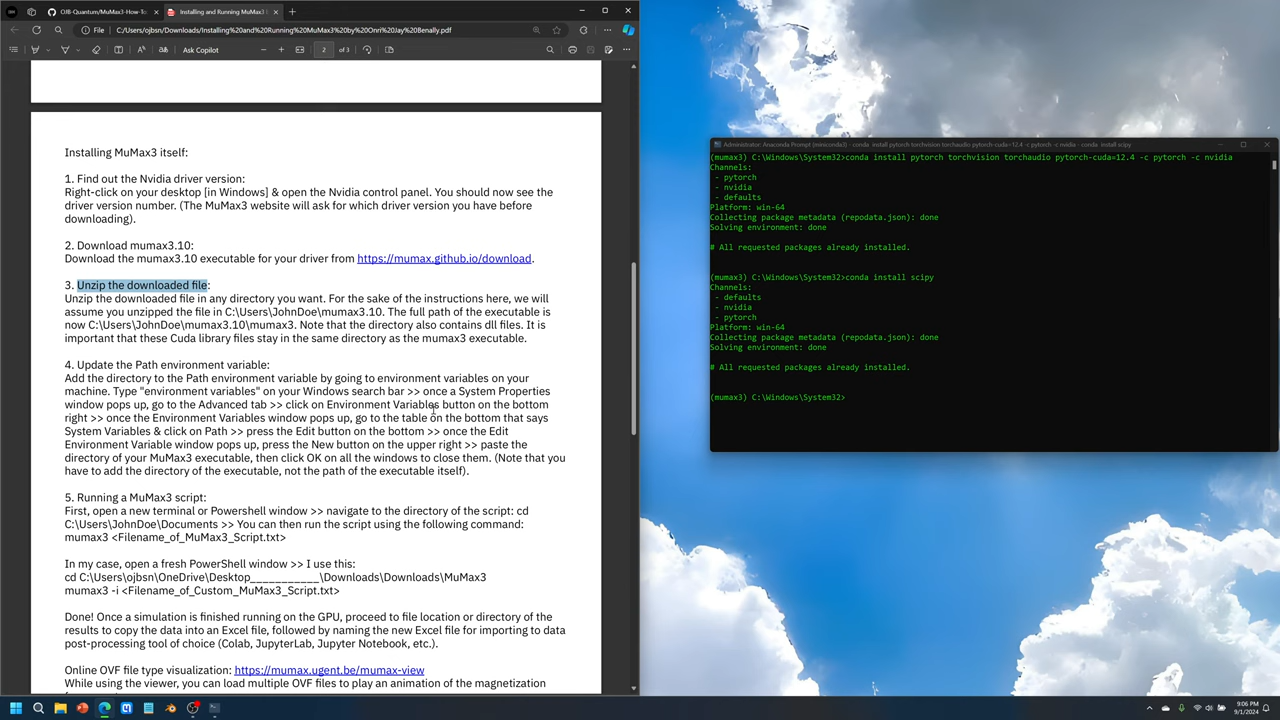 OJB-Quantum/MuMax3-How-To
Installing and Running MuMax3
File
C:/Users/ojbsn/Downloads/Installing%20and%20Running%20MuMax3%20by%20Onri%20Jay%20Benally.pdf
Ask Copilot
2 of 3
Installing MuMax3 itself:
1. Find out the Nvidia driver version:
Right-click on your desktop [in Windows] & open the Nvidia control panel. You should now see the
driver version number. (The MuMax3 website will ask for which driver version you have before
downloading).
2. Download mumax3.10:
Download the mumax3.10 executable for your driver from https://mumax.github.io/download.
3. Unzip the downloaded file:
Unzip the downloaded file in any directory you want. For the sake of the instructions here, we will
assume you unzipped the file in C:\Users\JohnDoe\mumax3.10. The full path of the executable is
now C:\Users\JohnDoe\mumax3.10\mumax3. Note that the directory also contains dll files. It is
important that these Cuda library files stay in the same directory as the mumax3 executable.
4. Update the Path environment variable:
Add the directory to the Path environment variable by going to environment variables on your
machine. Type "environment variables" on your Windows search bar >> once a System Properties
window pops up, go to the Advanced tab >> click on Environment Variables button on the bottom
right >> once the Environment Variables window pops up, go to the table on the bottom that says
System Variables & click on Path >> press the Edit button on the bottom >> once the Edit
Environment Variable window pops up, press the New button on the upper right >> paste the
directory of your MuMax3 executable, then click OK on all the windows to close them. (Note that you
have to add the directory of the executable, not the path of the executable itself).
5. Running a MuMax3 script:
First, open a new terminal or Powershell window >> navigate to the directory of the script: cd
C:\Users\JohnDoe\Documents >> You can then run the script using the following command:
mumax3 <Filename_of_MuMax3_Script.txt>
In my case, open a fresh PowerShell window >> I use this:
cd C:\Users\ojbsn\OneDrive\Desktop___________\Downloads\Downloads\MuMax3
mumax3 -i <Filename_of_Custom_MuMax3_Script.txt>
Done! Once a simulation is finished running on the GPU, proceed to file location or directory of the
results to copy the data into an Excel file, followed by naming the new Excel file for importing to data
post-processing tool of choice (Colab, JupyterLab, Jupyter Notebook, etc.).
Online OVF file type visualization: https://mumax.ugent.be/mumax-view
While using the viewer, you can load multiple OVF files to play an animation of the magnetization
Administrator: Anaconda Prompt (miniconda3) - conda install pytorch torchvision torchaudio pytorch-cuda=12.4 -c pytorch -c nvidia - conda install scipy
(mumax3) C:\Windows\System32>conda install pytorch torchvision torchaudio pytorch-cuda=12.4 -c pytorch -c nvidia
Channels:
- pytorch
- nvidia
- defaults
Platform: win-64
Collecting package metadata (repodata.json): done
Solving environment: done
# All requested packages already installed.
(mumax3) C:\Windows\System32>conda install scipy
Channels:
- defaults
- nvidia
- pytorch
Platform: win-64
Collecting package metadata (repodata.json): done
Solving environment: done
# All requested packages already installed.
(mumax3) C:\Windows\System32>
9:06 PM
9/1/2024